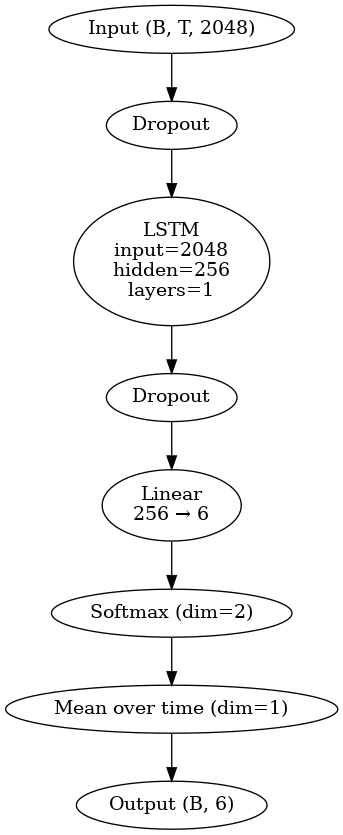 Input (B, T, 2048)
Dropout
LSTM
input=2048
hidden=256
layers=1
Dropout
Linear
256 → 6
Softmax (dim=2)
Mean over time (dim=1)
Output (B, 6)